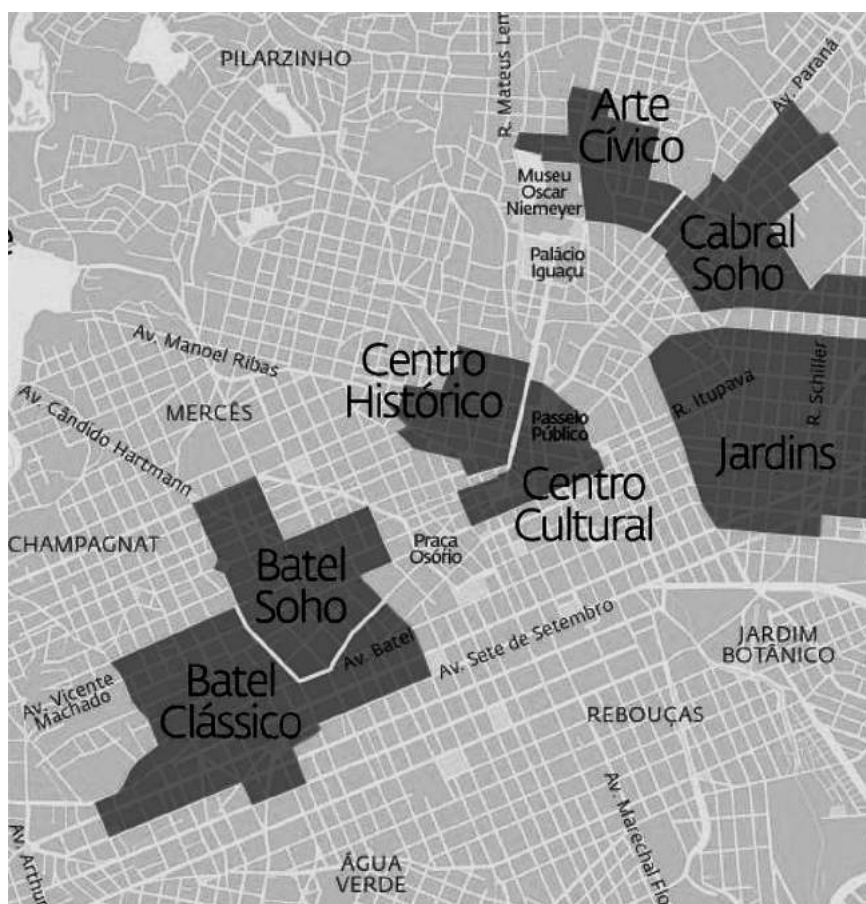 PILARZINHO
R. Mateus Lem
Av. Paraná
Arte
Cívico
Museu
Oscar
Niemeyer
Cabral
Soho
Palácio
Iguaçu
e
Av. Manoel Ribas
Centro
Histórico
R. Itupava
R. Schiller
Av. Cândido Hartmann
MERCÊS
Passeio
Público
Jardins
Centro
Cultural
CHAMPAGNAT
Praça
Osório
Batel
Soho
Av. Batel
Av. Sete de Setembro
JARDIM
BOTÂNICO
Av. Vicente
Machado
Batel
Clássico
REBOUÇAS
Av. Marechal Flo
Av. Arthur
ÁGUA
VERDE